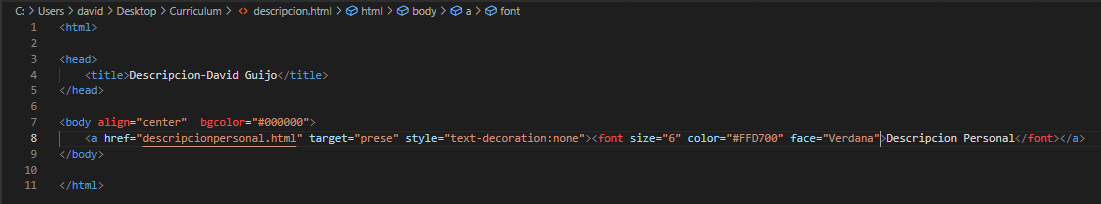 C: > Users > david > Desktop > Curriculum > <> descripcion.html > html > body > a > font
1 <html>
2
3 <head>
4 <title>Descripcion-David Guijo</title>
5 </head>
6
7 <body align="center"  bgcolor="#000000">
8 <a href="descripcionpersonal.html" target="prese" style="text-decoration:none"><font size="6" color="#FFD700" face="Verdana">Descripcion Personal</font></a>
9 </body>
10
11 </html>